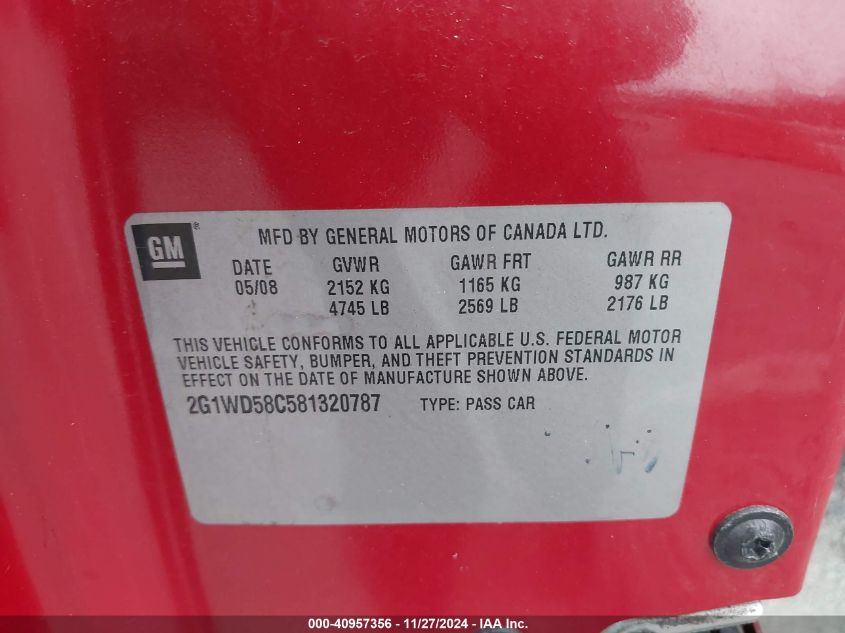 GM ® MFD BY GENERAL MOTORS OF CANADA LTD.
DATE GVWR GAWR FRT GAWR RR
05/08 2152 KG 1165 KG 987 KG
4745 LB 2569 LB 2176 LB
THIS VEHICLE CONFORMS TO ALL APPLICABLE U.S. FEDERAL MOTOR
VEHICLE SAFETY, BUMPER, AND THEFT PREVENTION STANDARDS IN
EFFECT ON THE DATE OF MANUFACTURE SHOWN ABOVE.
2G1WD58C581320787 TYPE: PASS CAR
000-40957356 - 11/27/2024 - IAA Inc.